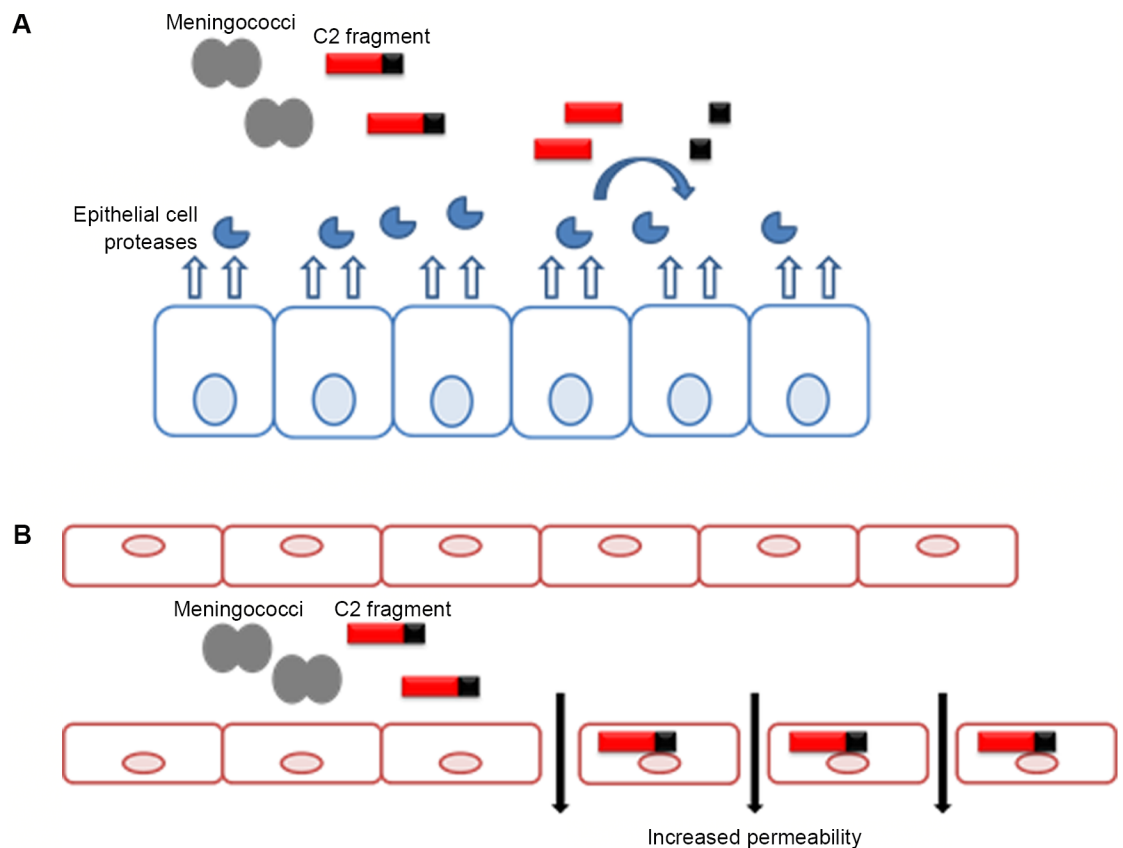 A
Meningococci
C2 fragment
Epithelial cell
proteases
B
Meningococci
C2 fragment
Increased permeability